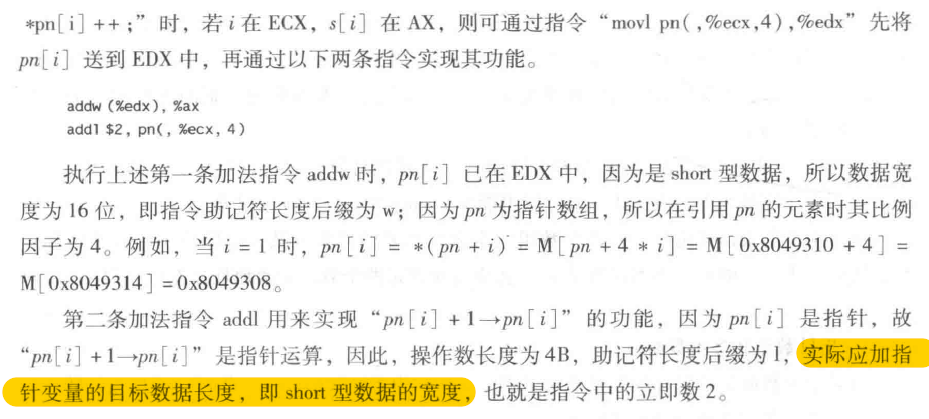 *pn[i]++;”时，若 i 在 ECX，s[i] 在 AX，则可通过指令“movl pn(,%ecx,4),%edx”先将
pn[i] 送到 EDX 中，再通过以下两条指令实现其功能。
addw (%edx), %ax
addl $2, pn(, %ecx, 4)
执行上述第一条加法指令 addw 时，pn[i] 已在 EDX 中，因为是 short 型数据，所以数据宽
度为 16 位，即指令助记符长度后缀为 w；因为 pn 为指针数组，所以在引用 pn 的元素时其比例
因子为 4。例如，当 i = 1 时，pn[i] = *(pn + i) = M[pn + 4 * i] = M[0x8049310 + 4] =
M[0x8049314] = 0x8049308。
第二条加法指令 addl 用来实现“pn[i] +1→pn[i]”的功能，因为 pn[i] 是指针，故
“pn[i] +1→pn[i]”是指针运算，因此，操作数长度为 4B，助记符长度后缀为 l，实际应加指
针变量的目标数据长度，即 short 型数据的宽度，也就是指令中的立即数 2。